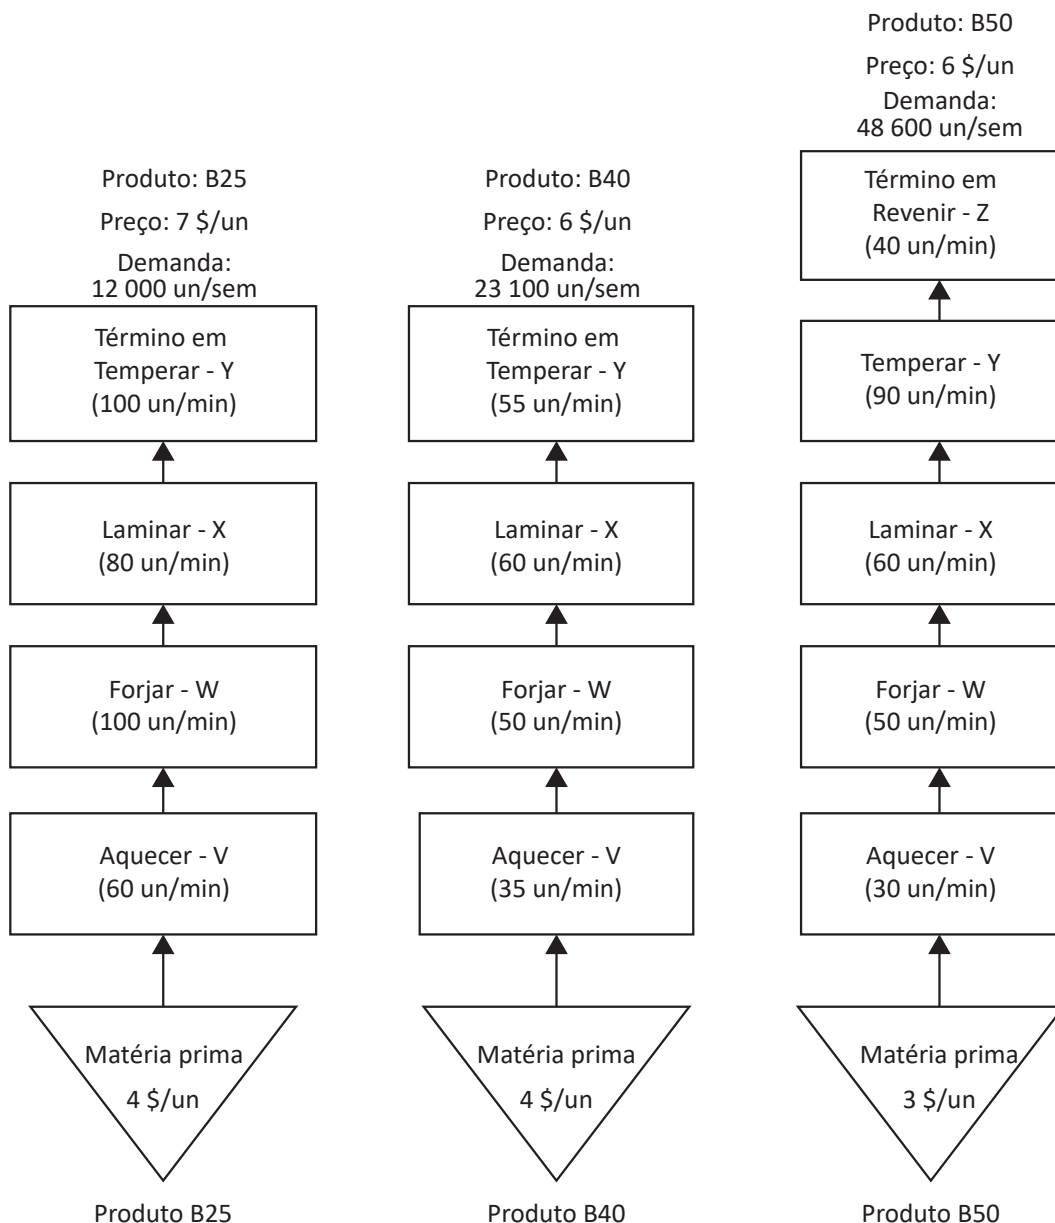 Produto: B25
Preço: 7 $/un
Demanda:
12 000 un/sem
Término em
Temperar - Y
(100 un/min)
Laminar - X
(80 un/min)
Forjar - W
(100 un/min)
Aquecer - V
(60 un/min)
Matéria prima
4 $/un
Produto B25
Produto: B40
Preço: 6 $/un
Demanda:
23 100 un/sem
Término em
Temperar - Y
(55 un/min)
Laminar - X
(60 un/min)
Forjar - W
(50 un/min)
Aquecer - V
(35 un/min)
Matéria prima
4 $/un
Produto B40
Produto: B50
Preço: 6 $/un
Demanda:
48 600 un/sem
Término em
Revenir - Z
(40 un/min)
Temperar - Y
(90 un/min)
Laminar - X
(60 un/min)
Forjar - W
(50 un/min)
Aquecer - V
(30 un/min)
Matéria prima
3 $/un
Produto B50